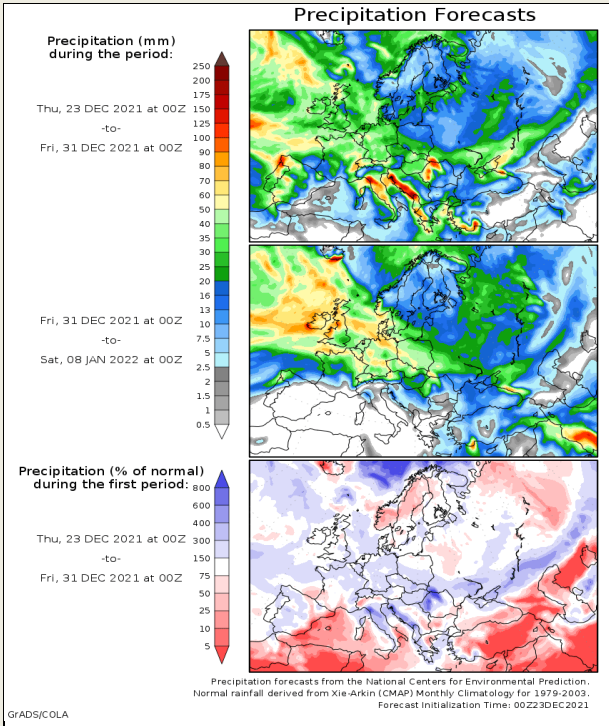 Precipitation Forecasts
Precipitation (mm)
during the period:
Thu, 23 DEC 2021 at 00Z
-to-
Fri, 31 DEC 2021 at 00Z
250
200
175
150
125
100
90
80
70
60
50
40
35
30
25
20
16
13
10
7.5
5
2.5
2
1.5
1
0.5
Fri, 31 DEC 2021 at 00Z
-to-
Sat, 08 JAN 2022 at 00Z
Precipitation (% of normal)
during the first period:
Thu, 23 DEC 2021 at 00Z
-to-
Fri, 31 DEC 2021 at 00Z
800
600
400
300
150
75
50
25
10
5
Precipitation forecasts from the National Centers for Environmental Prediction.
Normal rainfall derived from Xie-Arkin (CMAP) Monthly Climatology for 1979-2003.
Forecast Initialization Time: 00Z23DEC2021
GrADS/COLA